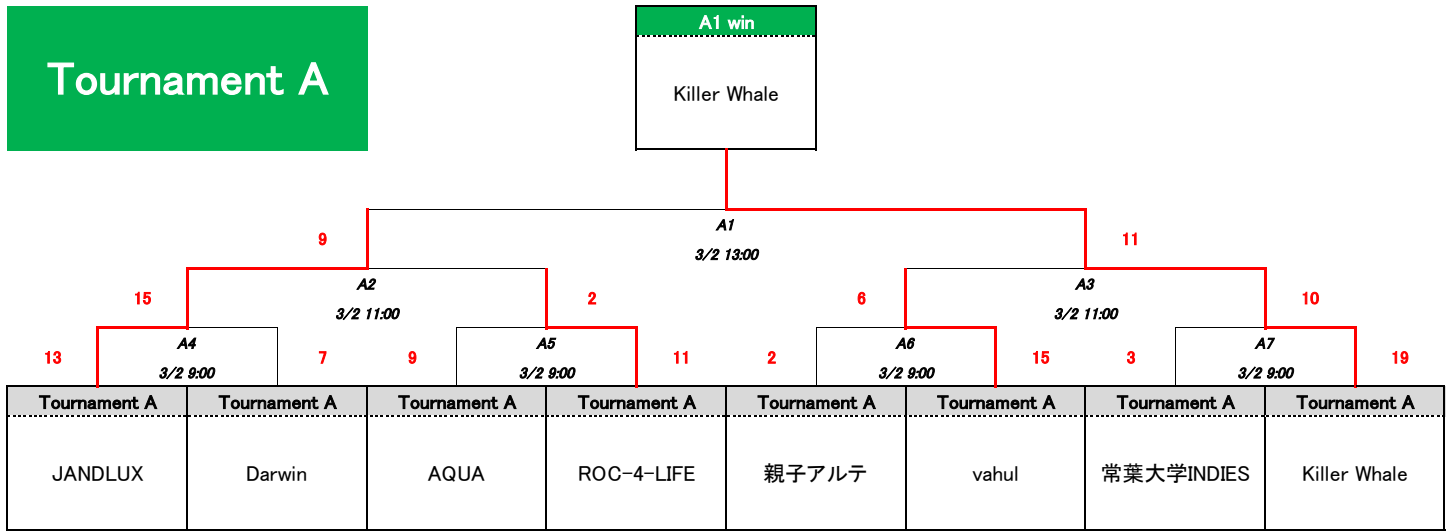 A1 win
Tournament A
Killer Whale
A1
9
11
3/2 13:00
A2
A3
15
2
6
10
3/2 11:00
3/2 11:00
A4
A5
A6
A7
13
7
9
11
2
15
3
19
3/2 9:00
3/2 9:00
3/2 9:00
3/2 9:00
Tournament A
Tournament A
Tournament A
Tournament A
Tournament A
Tournament A
Tournament A
Tournament A
JANDLUX
Darwin
AQUA
ROC-4-LIFE
親子アルテ
vahul
常葉大学INDIES
Killer Whale